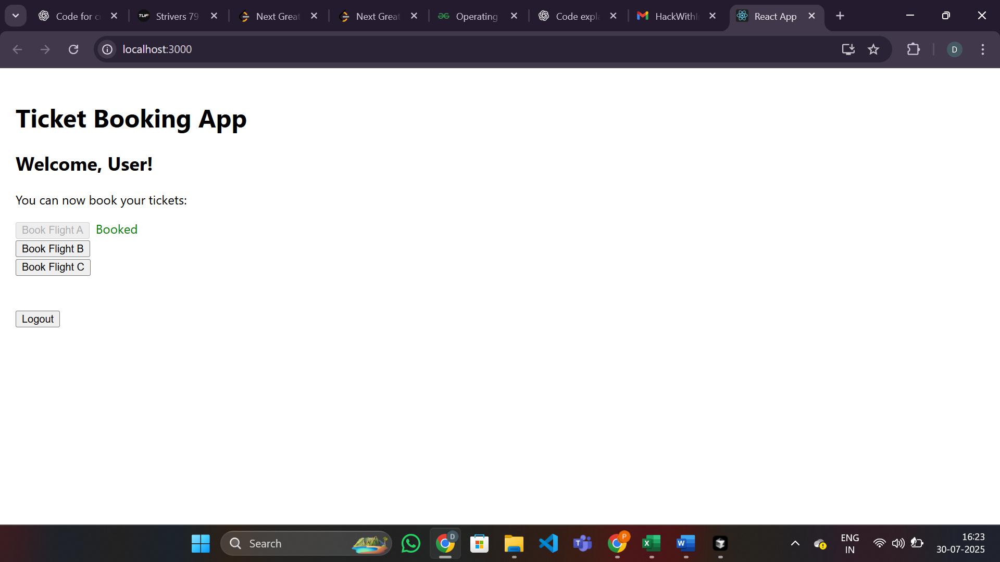 Code for c
Strivers 79
Next Great
Next Great
Operating
Code expl
HackWithI
React App
localhost:3000
D
Ticket Booking App
Welcome, User!
You can now book your tickets:
Book Flight A Booked
Book Flight B
Book Flight C
Logout
Search
ENG
IN
16:23
30-07-2025